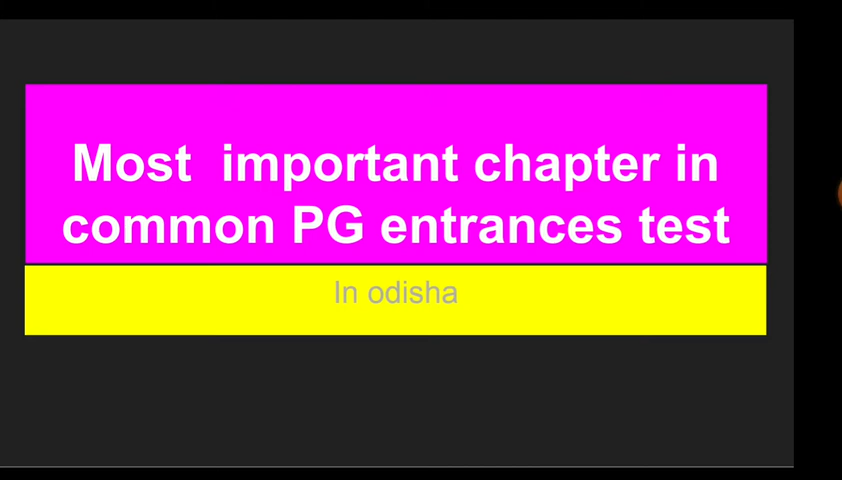 Most  important chapter in
common PG entrances test
In odisha